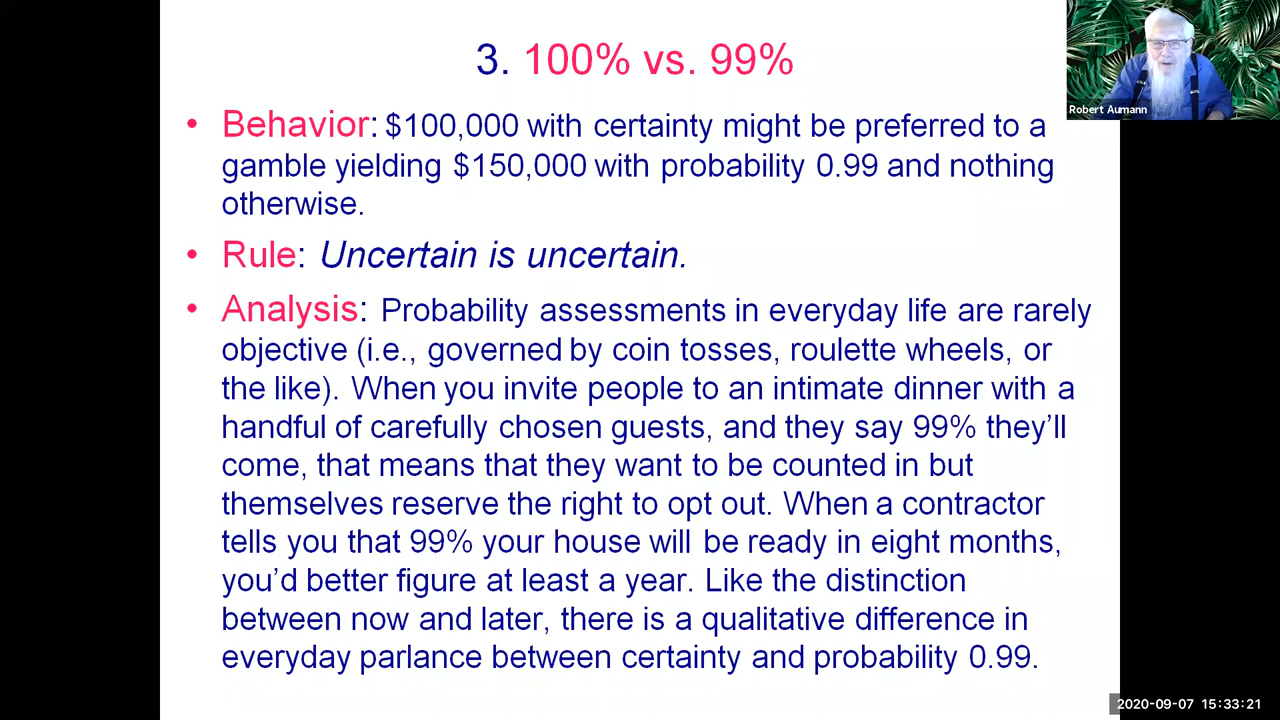 3. 100% vs. 99%
Robert Aumann
• Behavior: $100,000 with certainty might be preferred to a
gamble yielding $150,000 with probability 0.99 and nothing
otherwise.
• Rule: Uncertain is uncertain.
• Analysis: Probability assessments in everyday life are rarely
objective (i.e., governed by coin tosses, roulette wheels, or
the like). When you invite people to an intimate dinner with a
handful of carefully chosen guests, and they say 99% they’ll
come, that means that they want to be counted in but
themselves reserve the right to opt out. When a contractor
tells you that 99% your house will be ready in eight months,
you’d better figure at least a year. Like the distinction
between now and later, there is a qualitative difference in
everyday parlance between certainty and probability 0.99.
2020-09-07 15:33:21